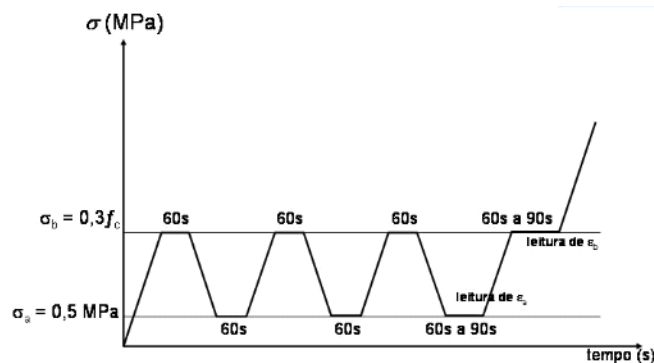 σ (MPa)
σb = 0,3fc
60s 60s 60s 60s a 90s
leitura de εb
leitura de εa
σa = 0,5 MPa
60s 60s 60s a 90s
tempo (s)